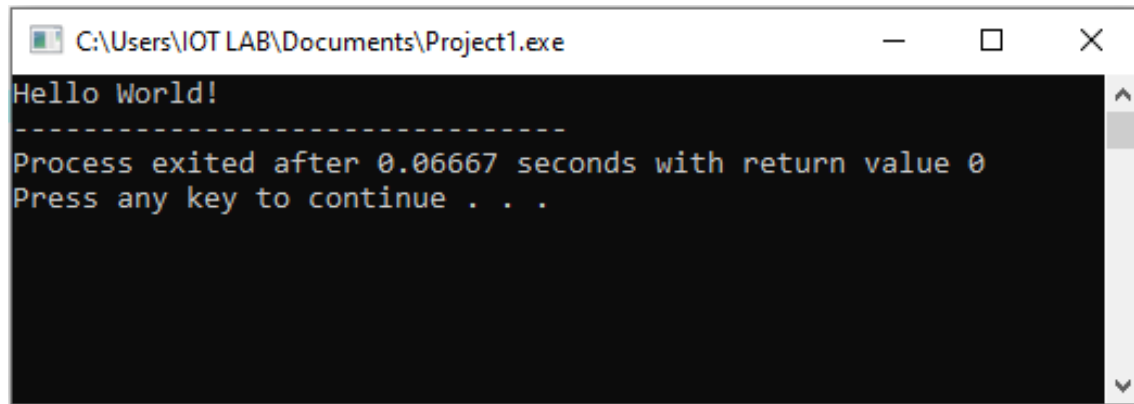 C:\Users\IOT LAB\Documents\Project1.exe
Hello World!
--------------------------------
Process exited after 0.06667 seconds with return value 0
Press any key to continue . . .